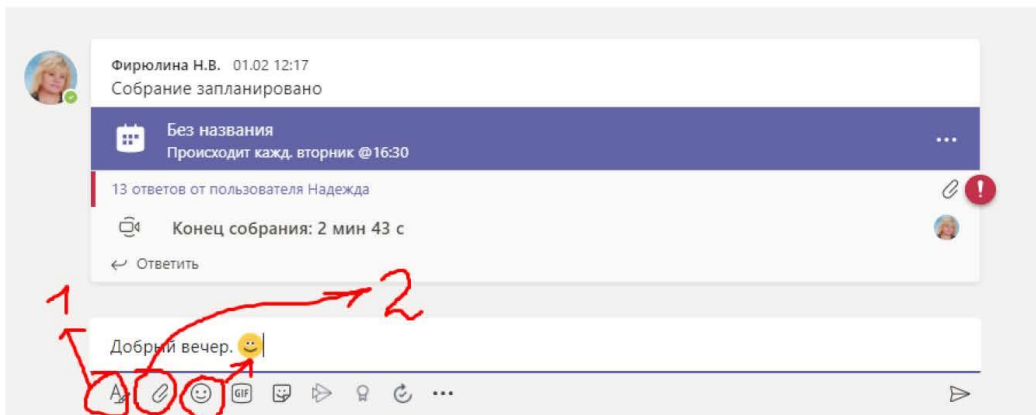 Фирюлина Н.В. 01.02 12:17
Собрание запланировано
Без названия
Происходит кажд. вторник @16:30
13 ответов от пользователя Надежда
Конец собрания: 2 мин 43 с
Ответить
1
2
Добрый вечер.
GIF